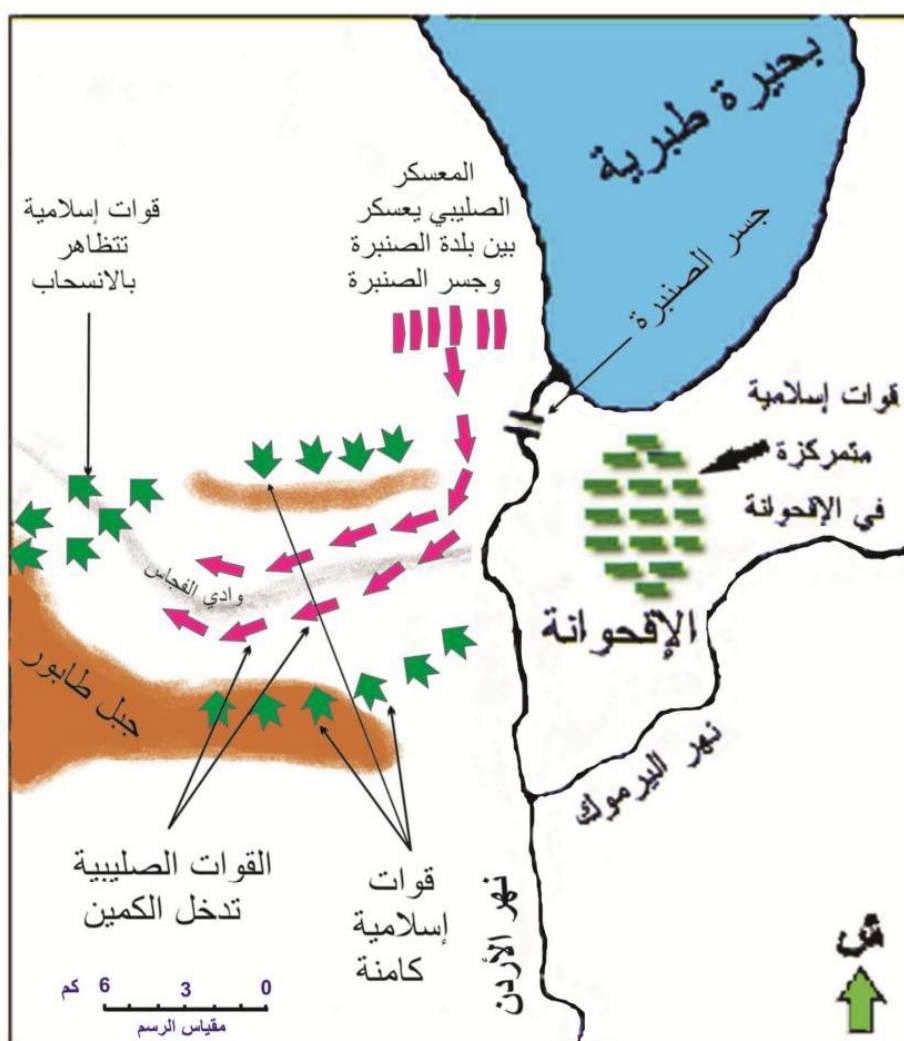 بحيرة طبرية
جسر الصنبرة
المعسكر
الصليبي يعسكر
بين بلدة الصنبرة
وجسر الصنبرة
قوات إسلامية
تتظاهر
بالانسحاب
قوات إسلامية
متمركزة
في الإقحوانة
الإقحوانة
وادي الفجاس
جبل طابور
نهر اليرموك
نهر الأردن
القوات الصليبية
تدخل الكمين
قوات
إسلامية
كامنة
ش
كم 6 3 0
مقياس الرسم